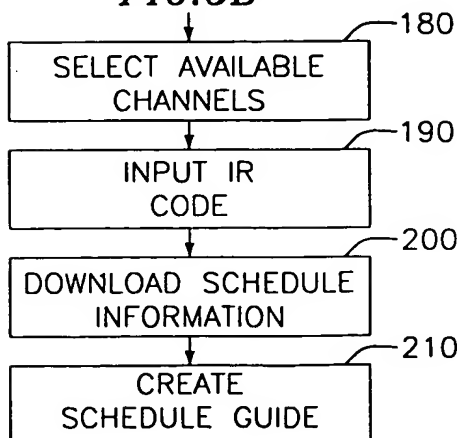 180
SELECT AVAILABLE
CHANNELS
190
INPUT IR
CODE
200
DOWNLOAD SCHEDULE
INFORMATION
210
CREATE
SCHEDULE GUIDE